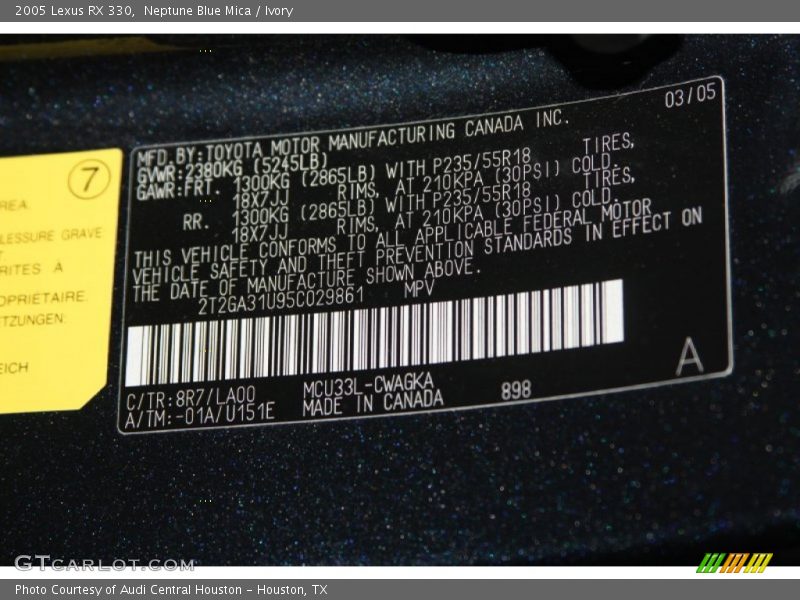 2005 Lexus RX 330, Neptune Blue Mica / Ivory
03/05
MFD.BY:TOYOTA MOTOR MANUFACTURING CANADA INC.
GVWR:2380KG (5245LB)
GAWR:FRT. 1300KG (2865LB) WITH P235/55R18 TIRES,
18X7JJ RIMS, AT 210KPA (30PSI) COLD.
RR. 1300KG (2865LB) WITH P235/55R18 TIRES,
18X7JJ RIMS, AT 210KPA (30PSI) COLD.
THIS VEHICLE CONFORMS TO ALL APPLICABLE FEDERAL MOTOR
VEHICLE SAFETY AND THEFT PREVENTION STANDARDS IN EFFECT ON
THE DATE OF MANUFACTURE SHOWN ABOVE.
2T2GA31U95C029861 MPV
C/TR:8R7/LA00 MCU33L-CWAGKA 898
A/TM:-01A/U151E MADE IN CANADA
A
7
REA.
LESSURE GRAVE
RITES A
OPRIÉTAIRE.
TZUNGEN:
EICH
GTcarlot.com
Photo Courtesy of Audi Central Houston – Houston, TX